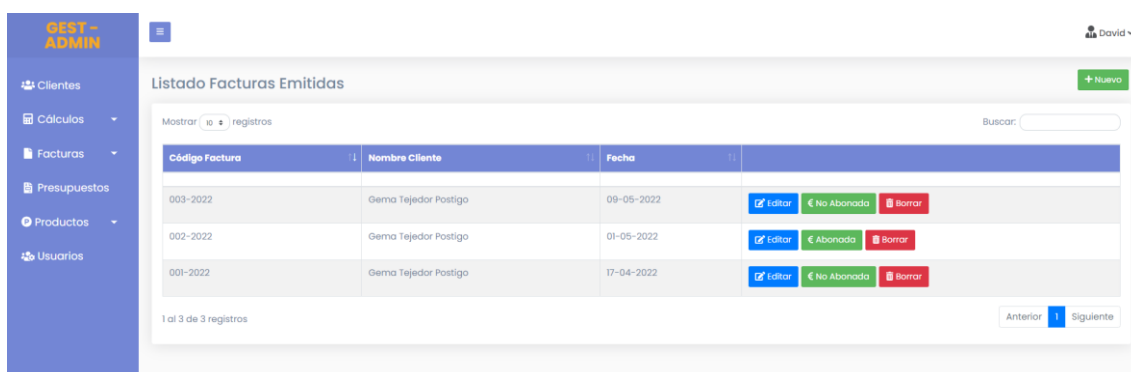 GEST -
ADMIN
David
Clientes
Cálculos
Facturas
Presupuestos
Productos
Usuarios
Listado Facturas Emitidas
+ Nuevo
Mostrar 10 registros
Buscar:
Código Factura Nombre Cliente Fecha
003-2022 Gema Tejedor Postigo 09-05-2022 Editar € No Abonada Borrar
002-2022 Gema Tejedor Postigo 01-05-2022 Editar € Abonada Borrar
001-2022 Gema Tejedor Postigo 17-04-2022 Editar € No Abonada Borrar
1 al 3 de 3 registros
Anterior 1 Siguiente